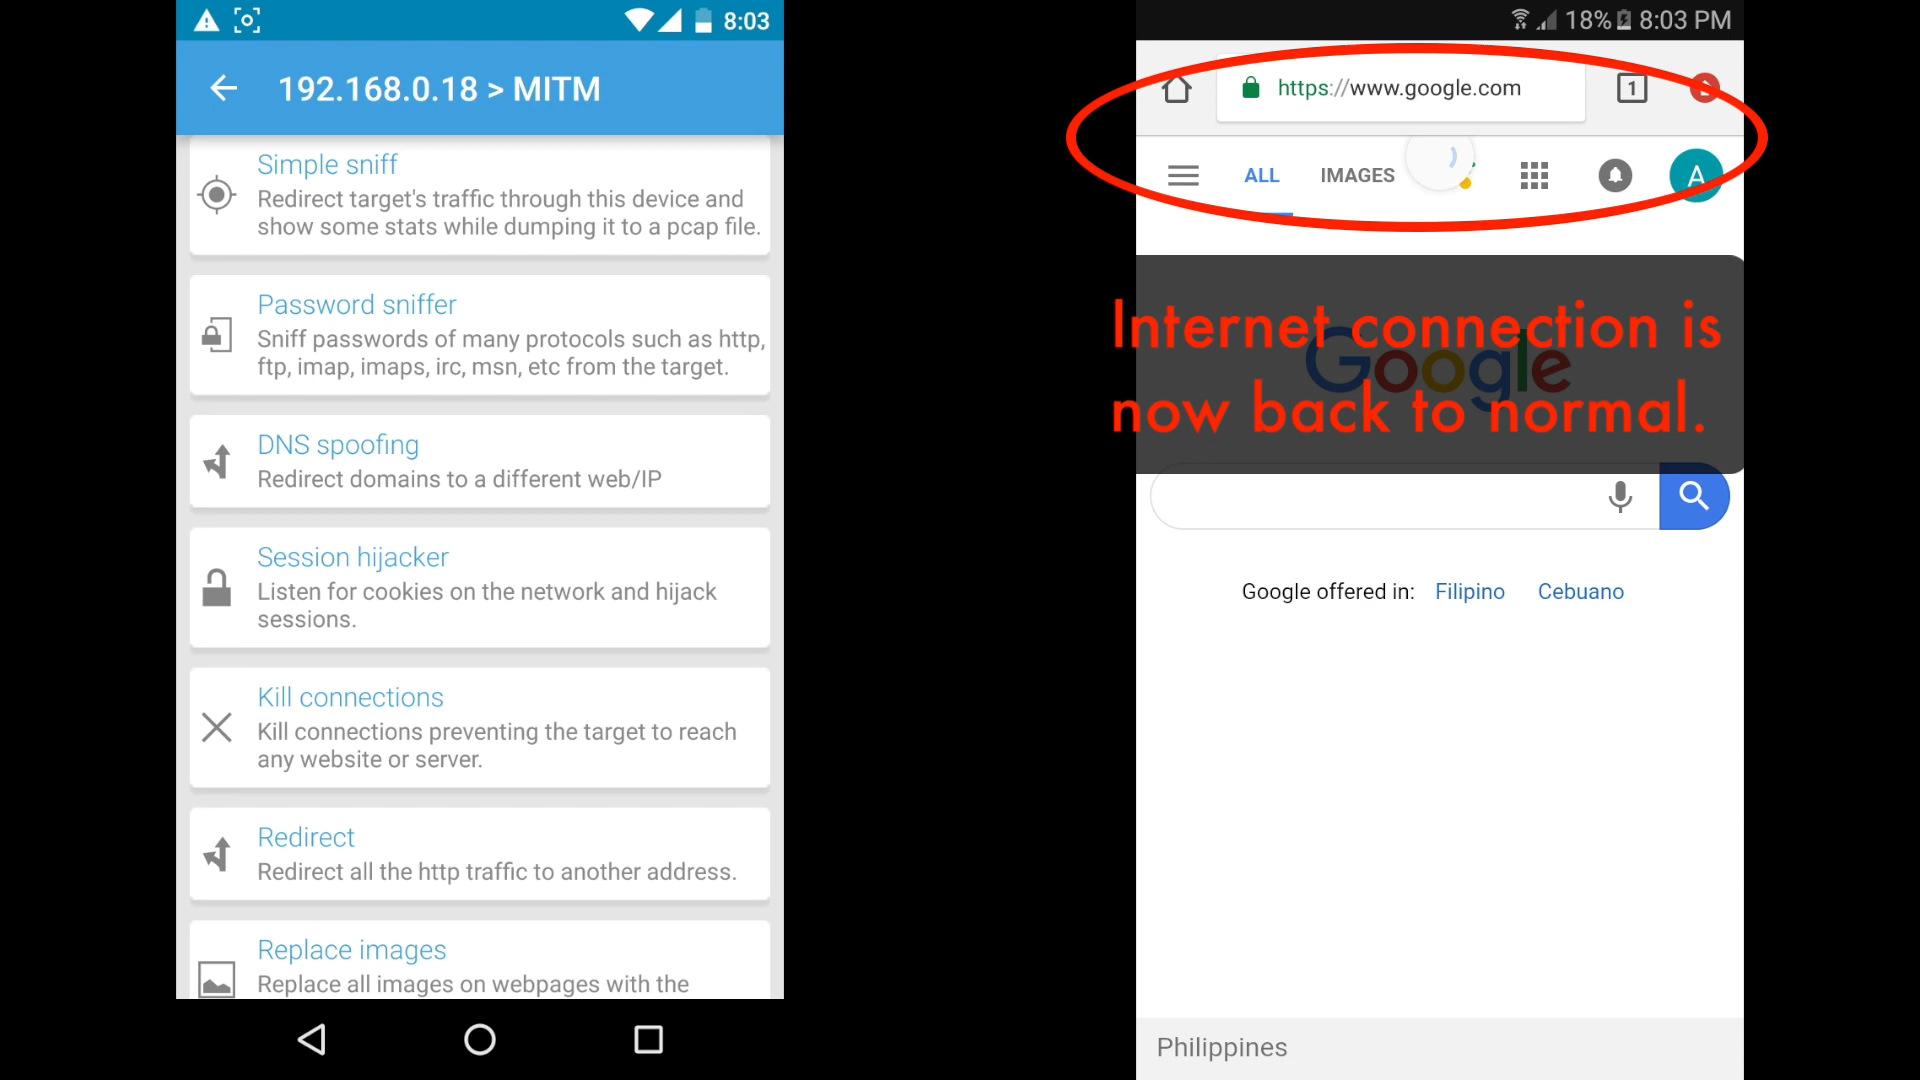 8:03
192.168.0.18 > MITM
Simple sniff
Redirect target's traffic through this device and
show some stats while dumping it to a pcap file.
Password sniffer
Sniff passwords of many protocols such as http,
ftp, imap, imaps, irc, msn, etc from the target.
DNS spoofing
Redirect domains to a different web/IP
Session hijacker
Listen for cookies on the network and hijack
sessions.
Kill connections
Kill connections preventing the target to reach
any website or server.
Redirect
Redirect all the http traffic to another address.
Replace images
Replace all images on webpages with the
18% 8:03 PM
https://www.google.com 1
ALL IMAGES A
Google
Internet connection is
now back to normal.
Google offered in: Filipino Cebuano
Philippines